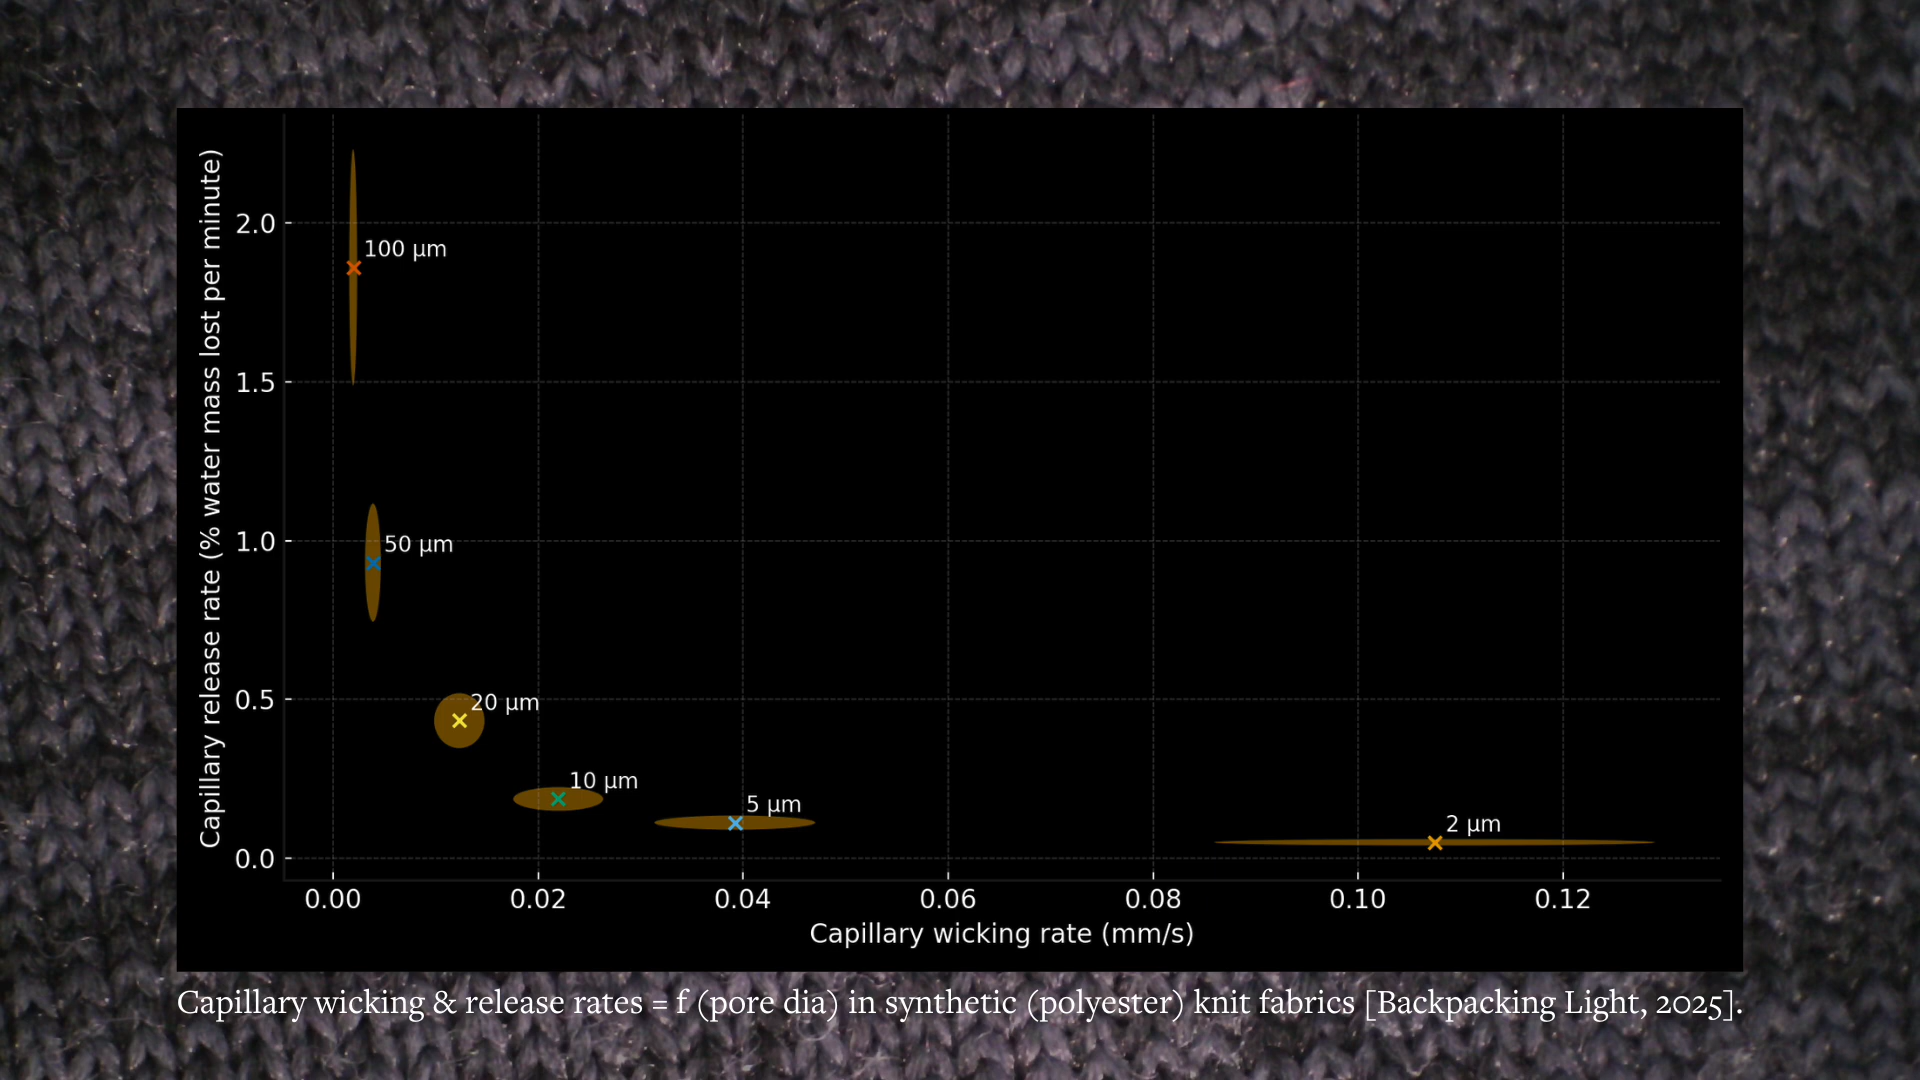 Capillary release rate (% water mass lost per minute)
2.0
1.5
1.0
0.5
0.0
100 µm
50 µm
20 µm
10 µm
5 µm
2 µm
0.00 0.02 0.04 0.06 0.08 0.10 0.12
Capillary wicking rate (mm/s)
Capillary wicking & release rates = f (pore dia) in synthetic (polyester) knit fabrics [Backpacking Light, 2025].